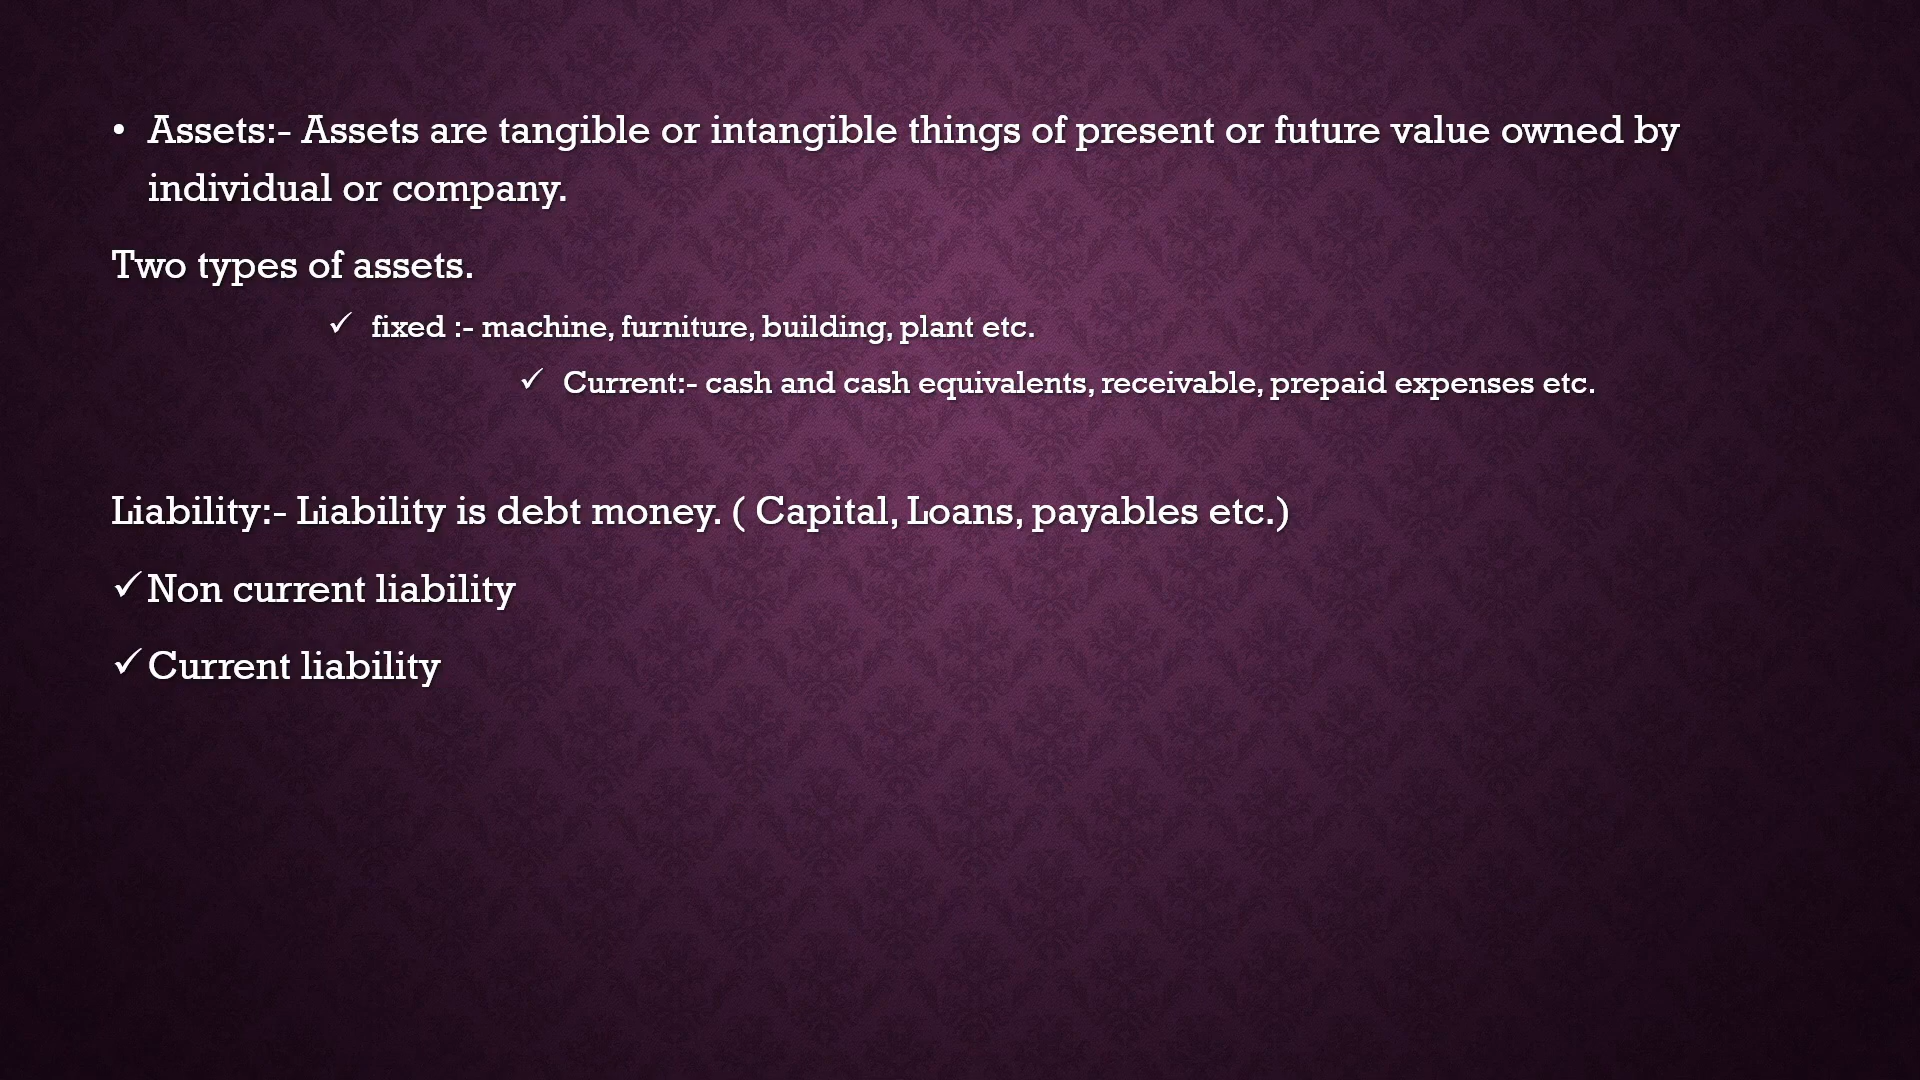 • Assets:- Assets are tangible or intangible things of present or future value owned by
individual or company.
Two types of assets.
✓ fixed :- machine, furniture, building, plant etc.
✓ Current:- cash and cash equivalents, receivable, prepaid expenses etc.
Liability:- Liability is debt money. ( Capital, Loans, payables etc.)
✓ Non current liability
✓ Current liability